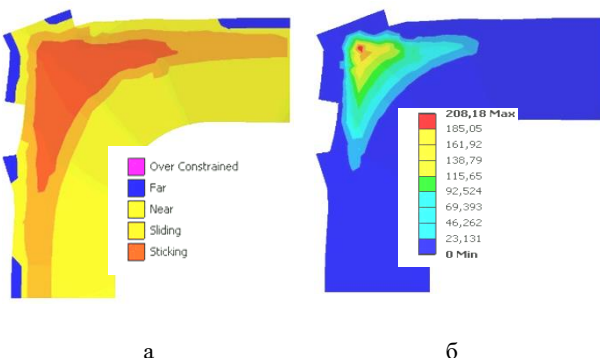 Over Constrained
Far
Near
Sliding
Sticking
208,18 Max
185,05
161,92
138,79
115,65
92,524
69,393
46,262
23,131
0 Min
а
б